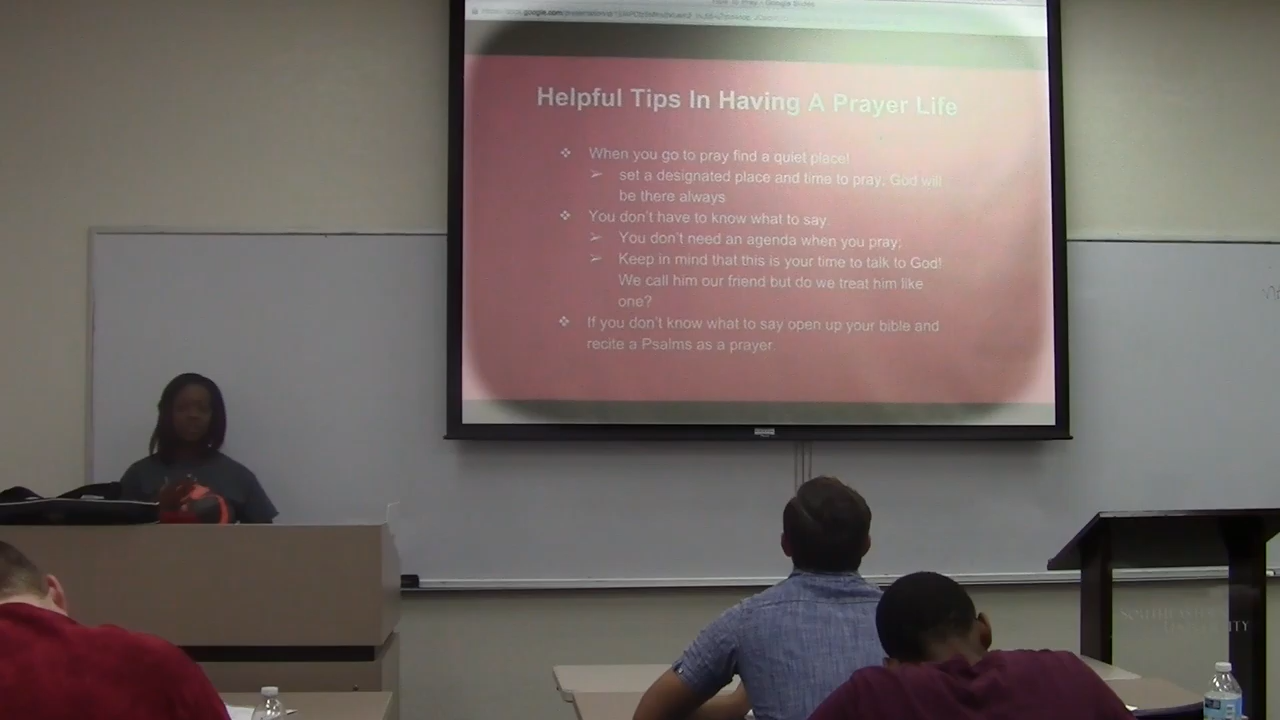 Helpful Tips In Having A Prayer Life
❖ When you go to pray find a quiet place!
➢ set a designated place and time to pray. God will
be there always
❖ You don't have to know what to say.
➢ You don't need an agenda when you pray;
➢ Keep in mind that this is your time to talk to God!
We call him our friend but do we treat him like
one?
❖ If you don't know what to say open up your bible and
recite a Psalms as a prayer.
UNIVERSITY